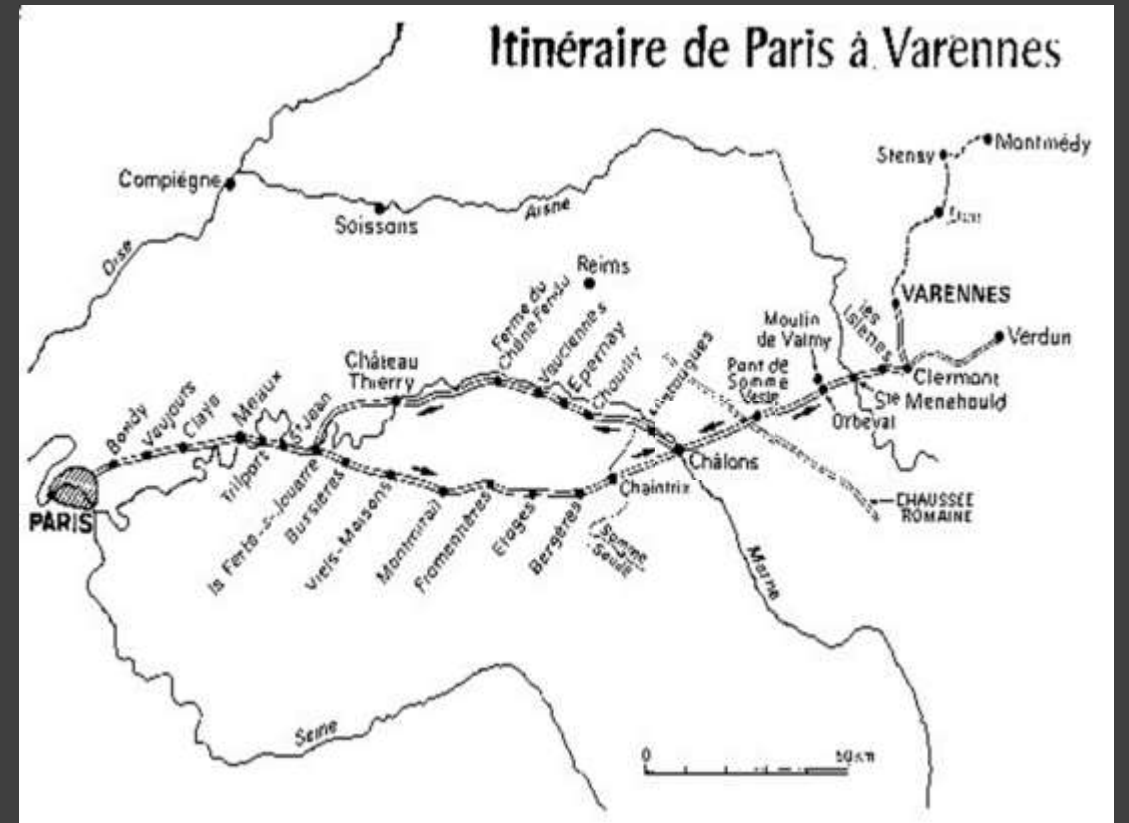 Itinéraire de Paris à Varennes
Montmédy
Stenay
Compiégne
Soissons
Aisne
Oise
Reims
VARENNES
Verdun
Ferme du
Chêne Fendu
Vauciennes
Epernay
Chouilly
les
Islettes
Moulin
de Valmy
Château
Thierry
Pont de
Somme
Vesle
Clermont
Ste Menehould
Orbeval
Bondy
Vaujours
Claye
Meaux
St Jean
Trilport
la Ferté-s-Jouarre
Bussières
Viels-Maisons
Montmirail
Fromentières
Etoges
Bergères
Chaintrix
Châlons
Somme
CHAUSSÉE
ROMAINE
PARIS
Marne
Seine
0
50 km